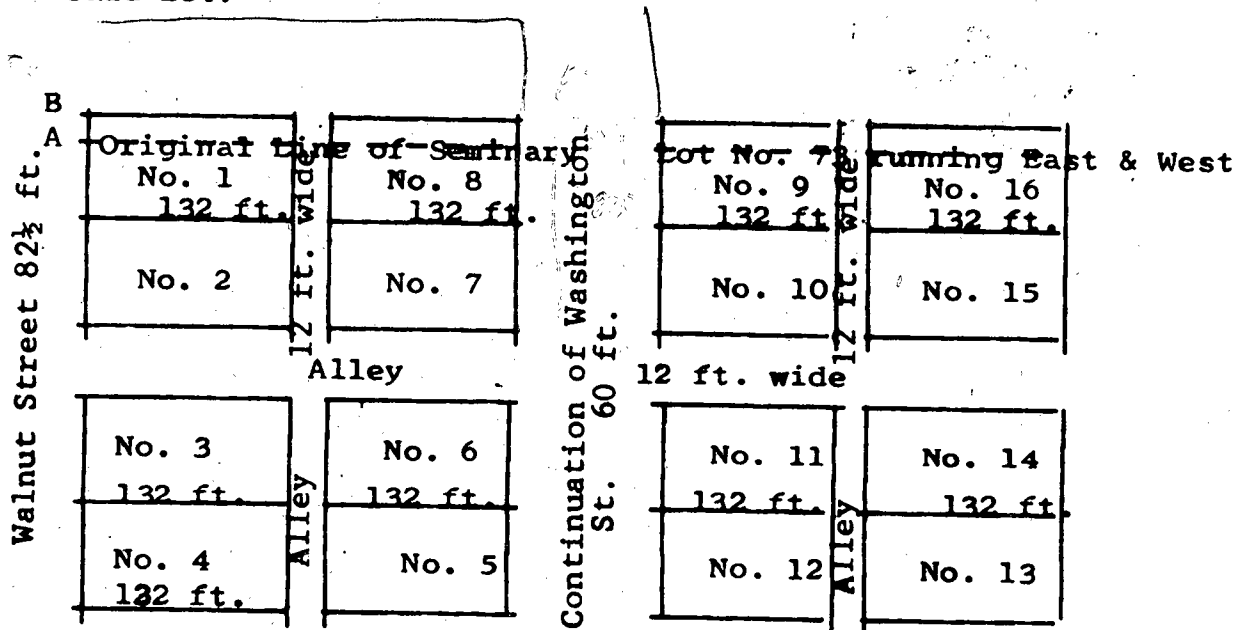 B
A
Original Line of Seminary Lot No. 78 running East & West
No. 1
132 ft.
No. 8
132 ft.
No. 9
132 ft
No. 16
132 ft.
No. 2
No. 7
No. 10
No. 15
12 ft. wide
12 ft. wide
Alley
12 ft. wide
Walnut Street 82½ ft.
Continuation of Washington
St. 60 ft.
No. 3
132 ft.
No. 6
132 ft.
No. 11
132 ft.
No. 14
132 ft
Alley
Alley
No. 4
132 ft.
No. 5
No. 12
No. 13